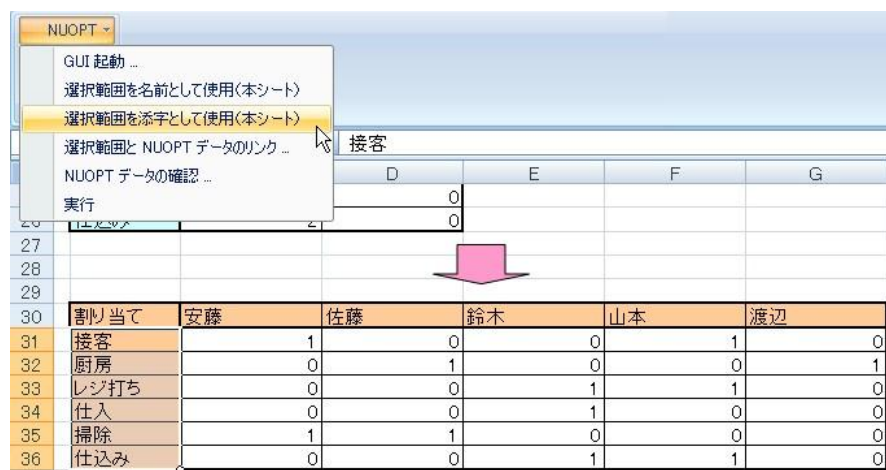 NUOPT
GUI 起動 ...
選択範囲を名前として使用(本シート)
選択範囲を添字として使用(本シート)
選択範囲と NUOPT データのリンク ...
NUOPT データの確認 ...
実行
接客
D E F G
0
26 仕込み 2 0
27
28
29
30 割り当て 安藤 佐藤 鈴木 山本 渡辺
31 接客 1 0 0 1 0
32 厨房 0 1 0 0 1
33 レジ打ち 0 0 1 1 0
34 仕入 0 0 1 0 0
35 掃除 1 1 0 0 0
36 仕込み 0 0 1 1 0